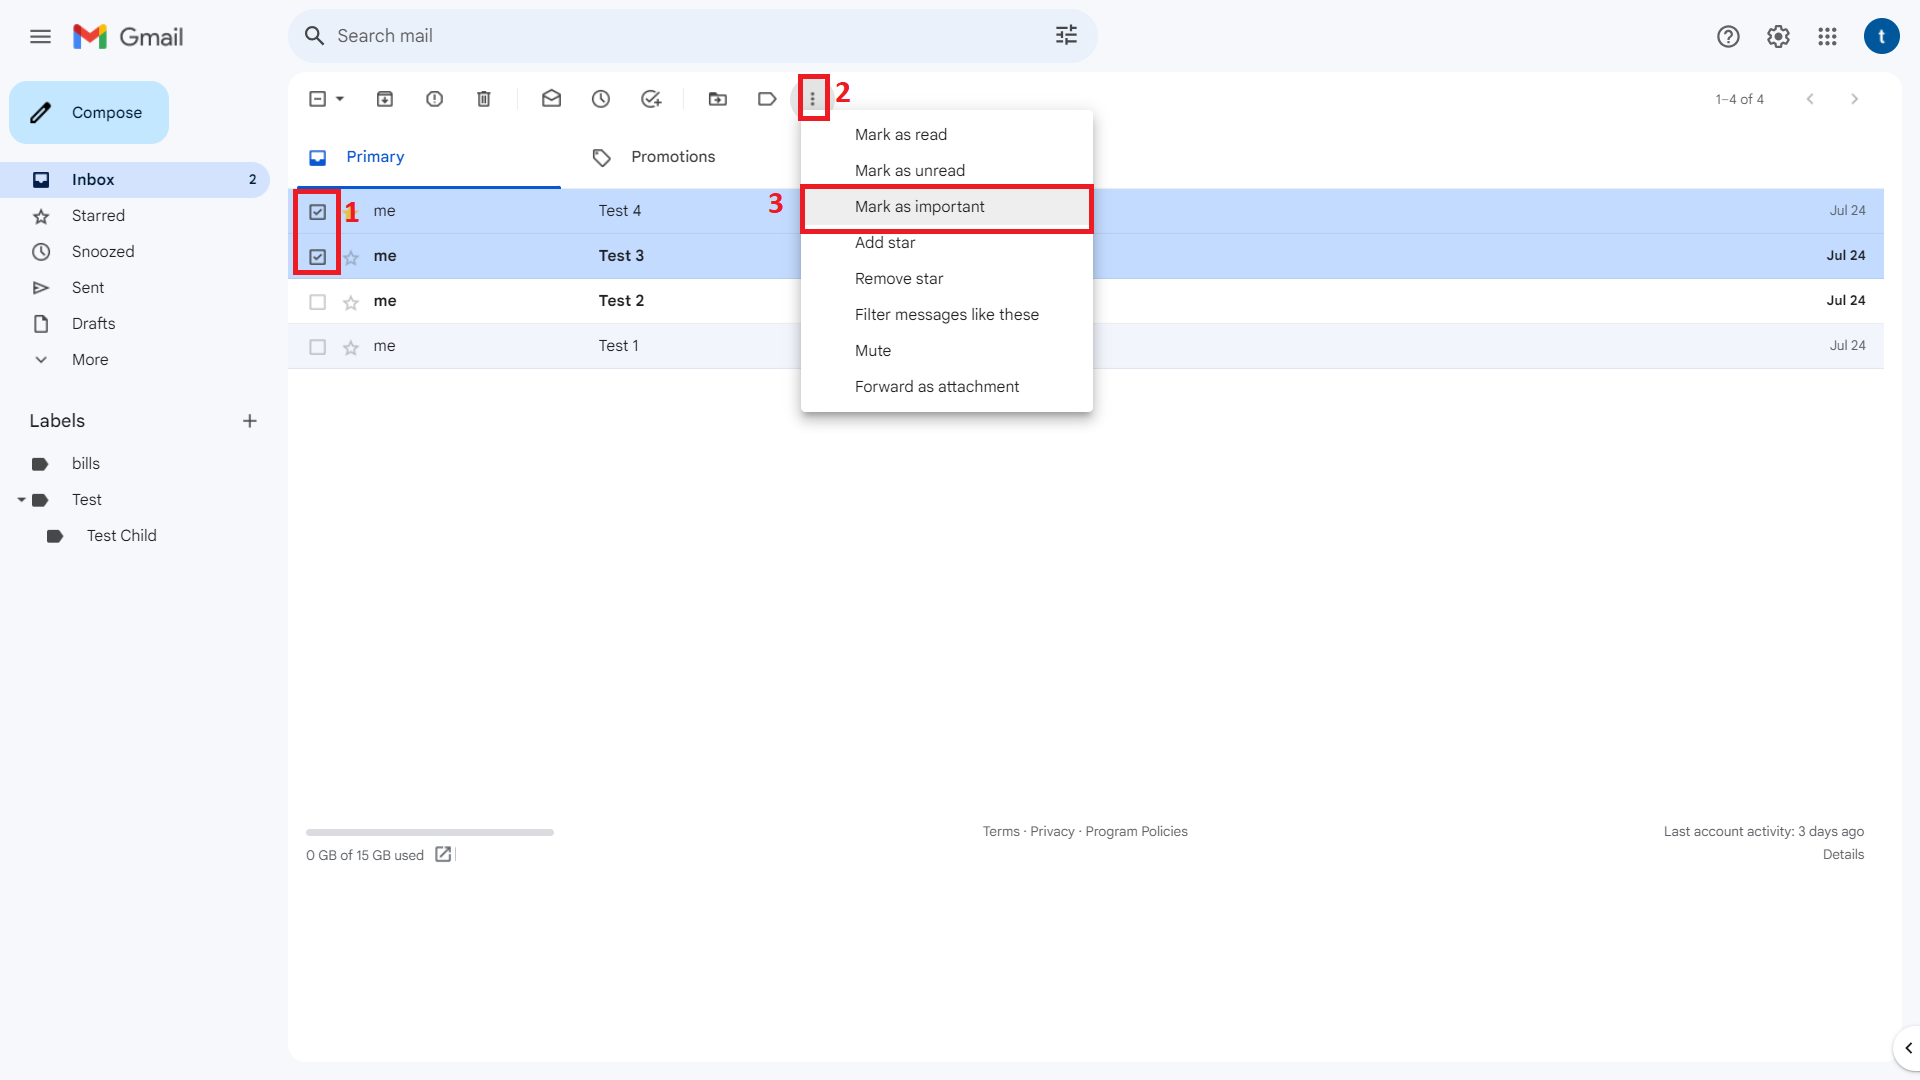 Gmail
Search mail
t
Compose
2
1–4 of 4
Mark as read
Primary
Promotions
Mark as unread
Inbox 2
3
Mark as important
1
me Test 4 Jul 24
Starred
Add star
me Test 3 Jul 24
Snoozed
Remove star
Sent
me Test 2 Jul 24
Filter messages like these
Drafts
me Test 1 Jul 24
Mute
More
Forward as attachment
Labels
bills
Test
Test Child
Terms · Privacy · Program Policies
Last account activity: 3 days ago
0 GB of 15 GB used
Details